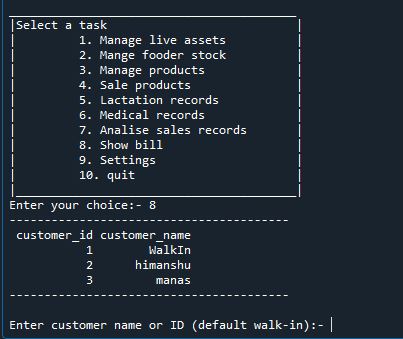 Select a task
1. Manage live assets
2. Mange fooder stock
3. Manage products
4. Sale products
5. Lactation records
6. Medical records
7. Analise sales records
8. Show bill
9. Settings
10. quit
Enter your choice:- 8
----------------------------------------
customer_id customer_name
1 WalkIn
2 himanshu
3 manas
----------------------------------------
Enter customer name or ID (default walk-in):-